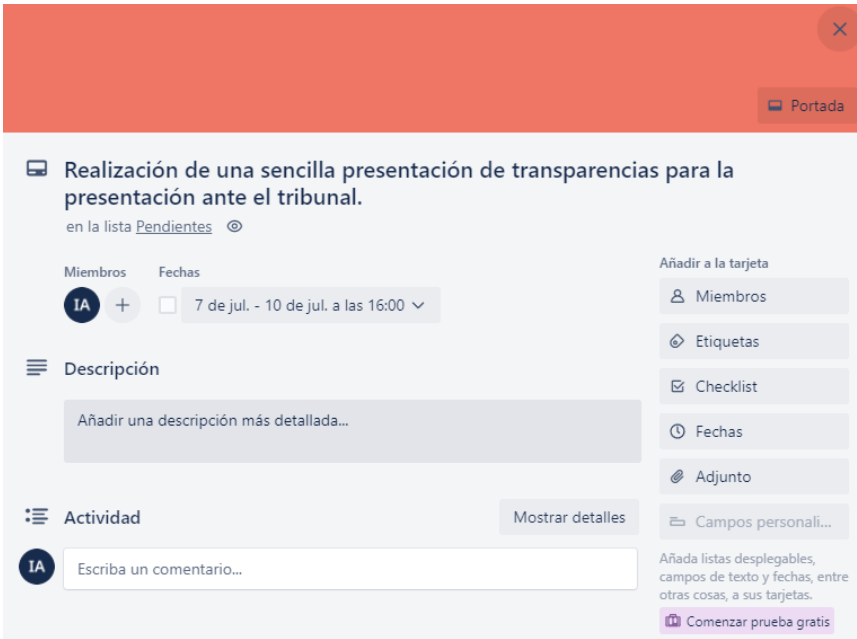 Portada
Realización de una sencilla presentación de transparencias para la
presentación ante el tribunal.
en la lista Pendientes
Miembros Fechas
IA + 7 de jul. - 10 de jul. a las 16:00
Descripción
Añadir una descripción más detallada...
Actividad Mostrar detalles
IA Escriba un comentario...
Añadir a la tarjeta
Miembros
Etiquetas
Checklist
Fechas
Adjunto
Campos personali...
Añada listas desplegables,
campos de texto y fechas, entre
otras cosas, a sus tarjetas.
Comenzar prueba gratis